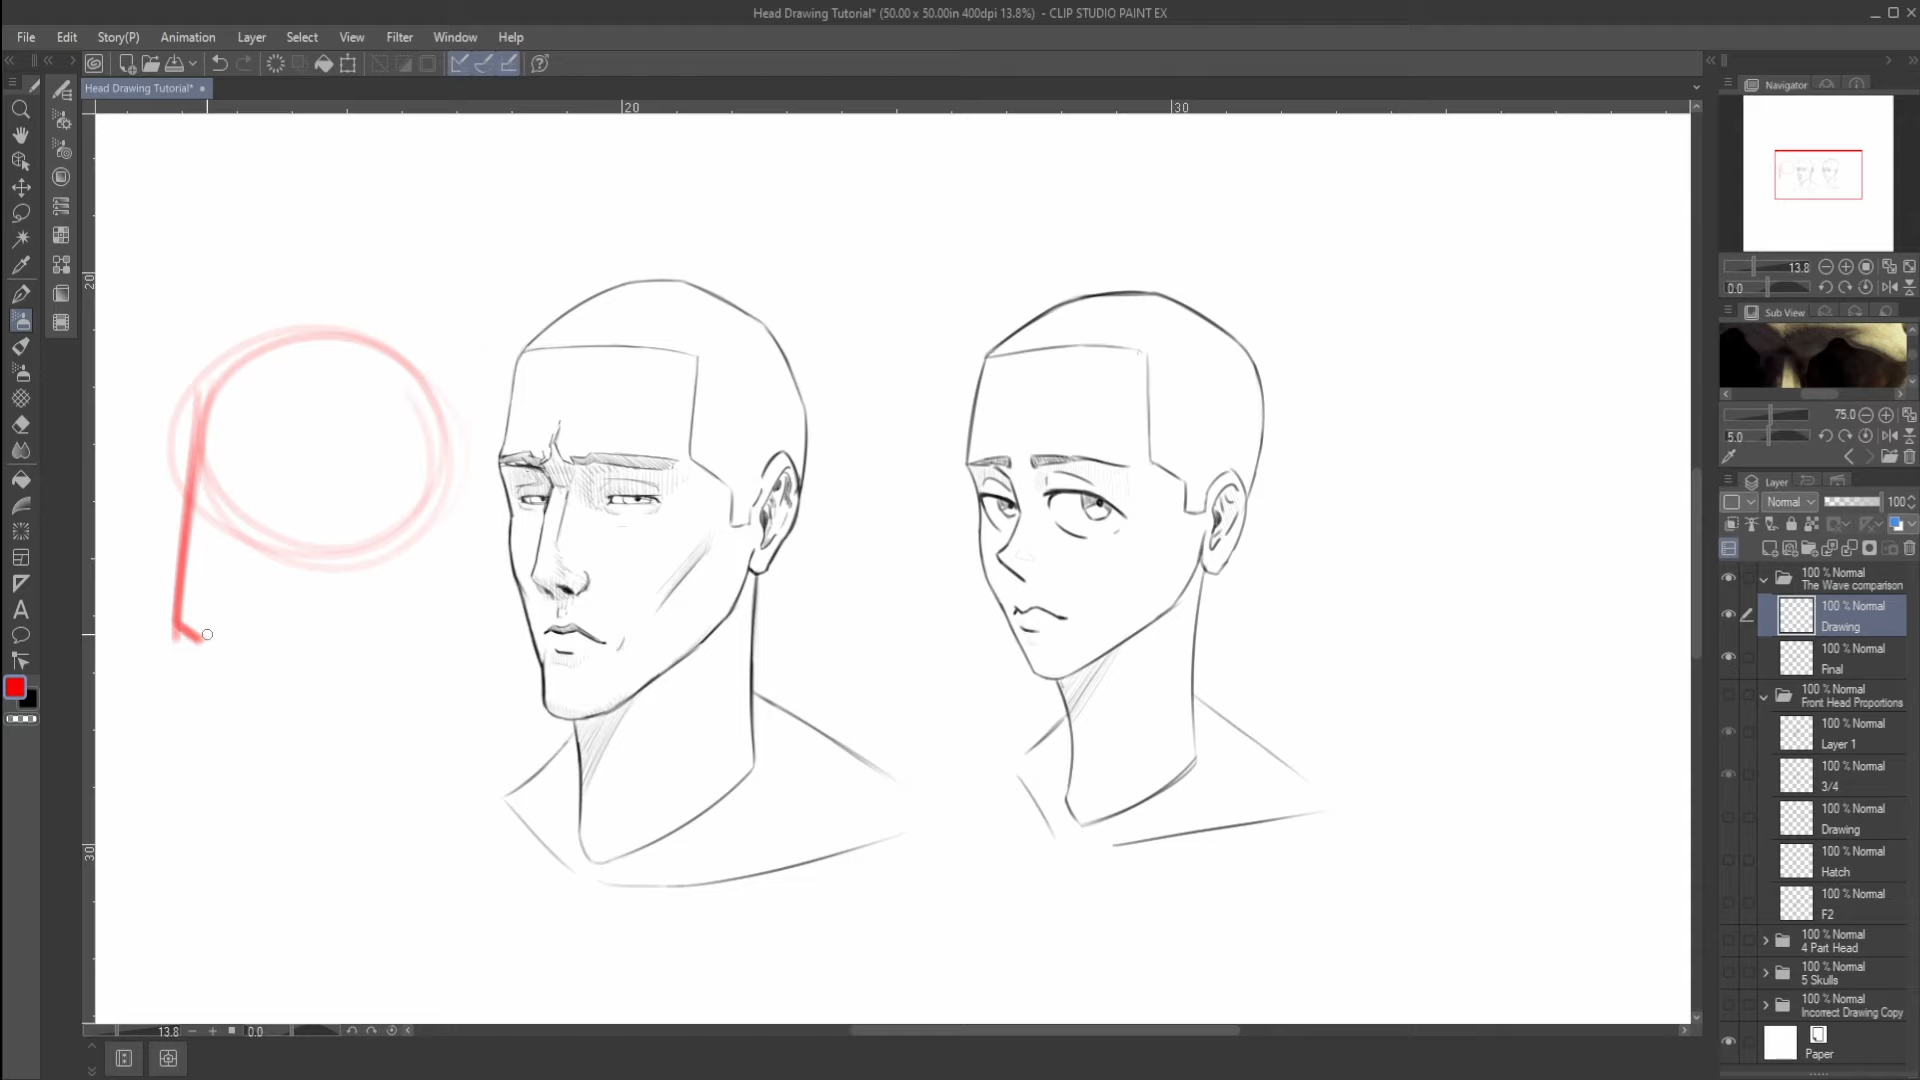 Head Drawing Tutorial* (50.00 x 50.00in 400dpi 13.8%) - CLIP STUDIO PAINT EX
File Edit Story(P) Animation Layer Select View Filter Window Help
Head Drawing Tutorial*
20
30
20
30
Navigator
13.8
0.0
Sub View
75.0
5.0
Layer
Normal
100
100 % Normal
The Wave comparison
100 % Normal
Drawing
100 % Normal
Final
100 % Normal
Front Head Proportions
100 % Normal
Layer 1
100 % Normal
3/4
100 % Normal
Drawing
100 % Normal
Hatch
100 % Normal
F2
100 % Normal
4 Part Head
100 % Normal
5 Skulls
100 % Normal
Incorrect Drawing Copy
Paper
13.8
0.0